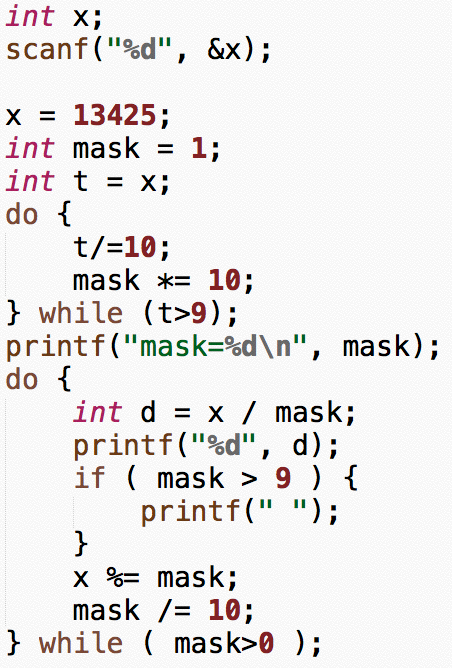 int x;
scanf("%d", &x);

x = 13425;
int mask = 1;
int t = x;
do {
    t/=10;
    mask *= 10;
} while (t>9);
printf("mask=%d\n", mask);
do {
    int d = x / mask;
    printf("%d", d);
    if ( mask > 9 ) {
        printf(" ");
    }
    x %= mask;
    mask /= 10;
} while ( mask>0 );